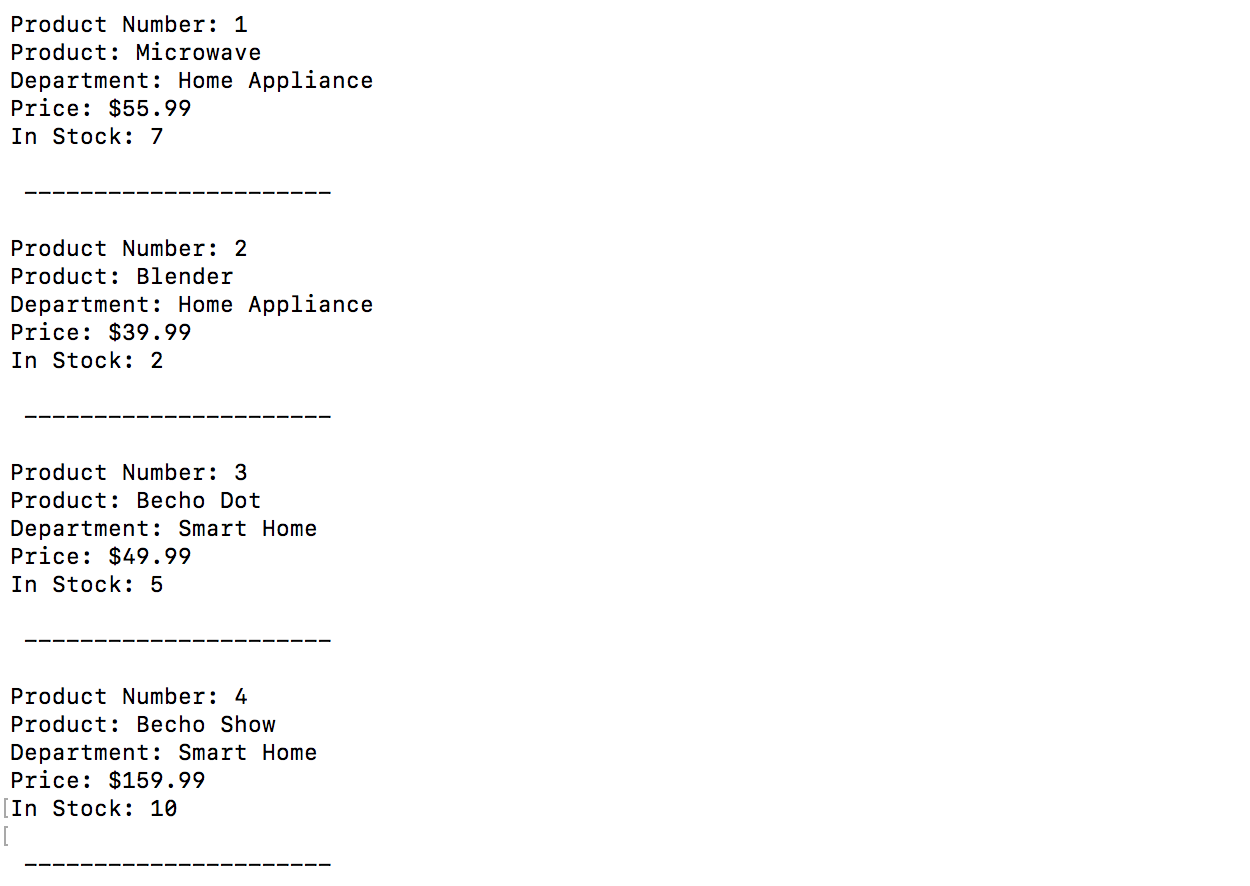 Product Number: 1
Product: Microwave
Department: Home Appliance
Price: $55.99
In Stock: 7
----------------------
Product Number: 2
Product: Blender
Department: Home Appliance
Price: $39.99
In Stock: 2
----------------------
Product Number: 3
Product: Becho Dot
Department: Smart Home
Price: $49.99
In Stock: 5
----------------------
Product Number: 4
Product: Becho Show
Department: Smart Home
Price: $159.99
[In Stock: 10
[
----------------------